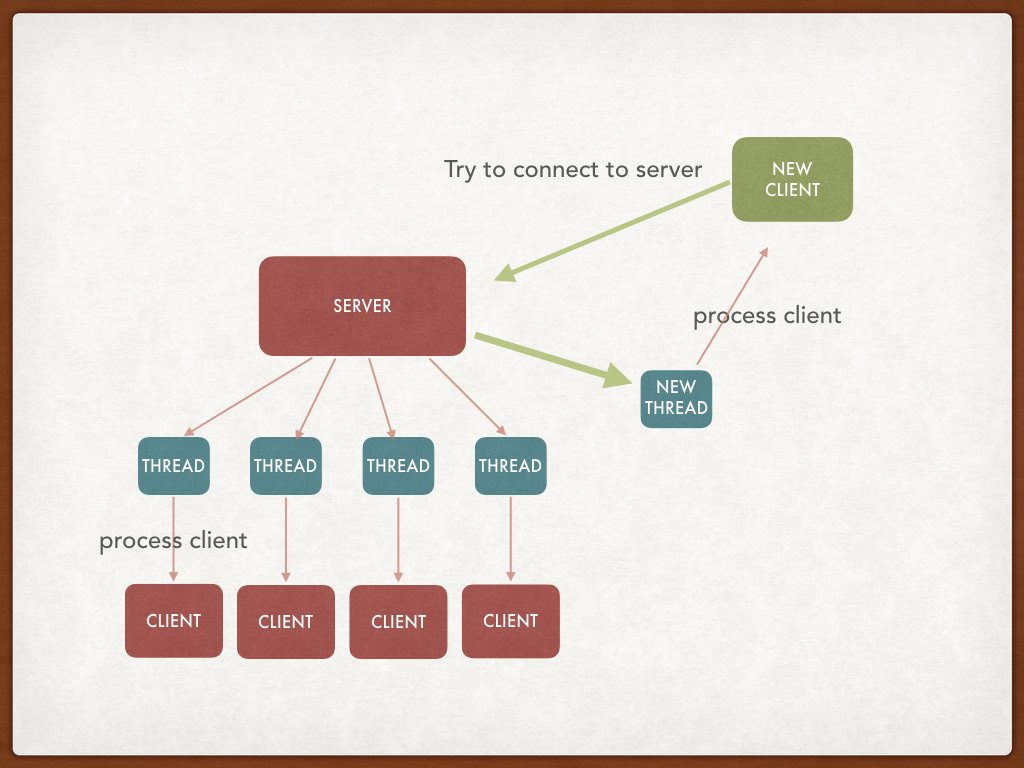 Try to connect to server
NEW
CLIENT
SERVER
process client
NEW
THREAD
THREAD
THREAD
THREAD
THREAD
process client
CLIENT
CLIENT
CLIENT
CLIENT